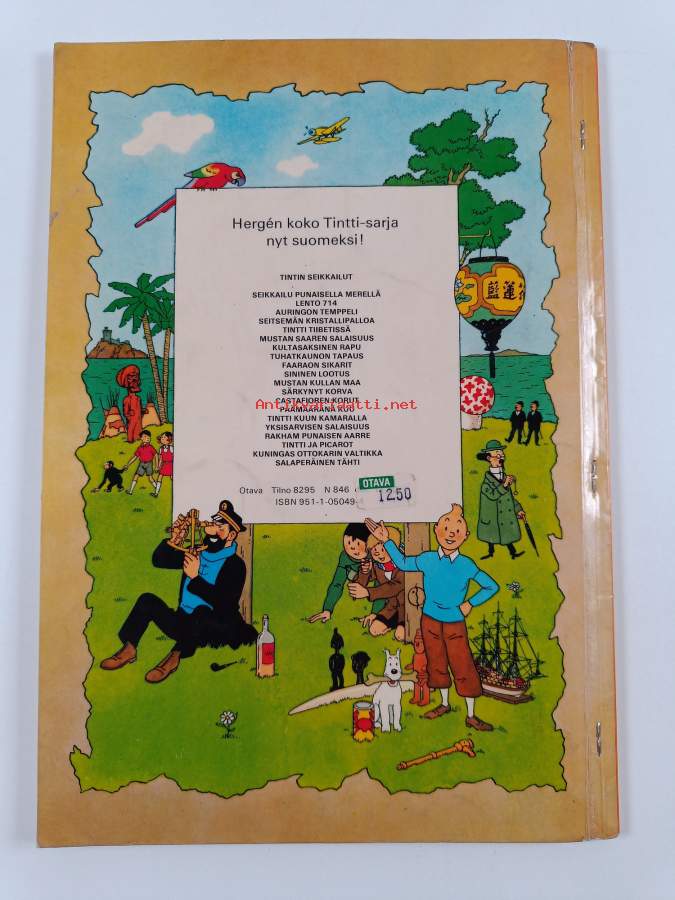 Hergén koko Tintti-sarja
nyt suomeksi!
TINTIN SEIKKAILUT
SEIKKAILU PUNAISELLA MERELLÄ
LENTO 714
AURINGON TEMPPELI
SEITSEMÄN KRISTALLIPALLOA
TINTTI TIIBETISSÄ
MUSTAN SAAREN SALAISUUS
KULTASAKSINEN RAPU
TUHATKAUNON TAPAUS
FAARAON SIKARIT
SININEN LOOTUS
MUSTAN KULLAN MAA
SÄRKYNYT KORVA
CASTAFIOREN KORUT
Antikvariaatti.net
PÄÄMÄÄRÄNÄ KUU
TINTTI KUUN KAMARALLA
YKSISARVISEN SALAISUUS
RAKHAM PUNAISEN AARRE
TINTTI JA PICAROT
KUNINGAS OTTOKARIN VALTIKKA
SALAPERÄINEN TÄHTI
Otava Tilno 8295 N 846
OTAVA
12.50
ISBN 951-1-05049-
藍蓮花